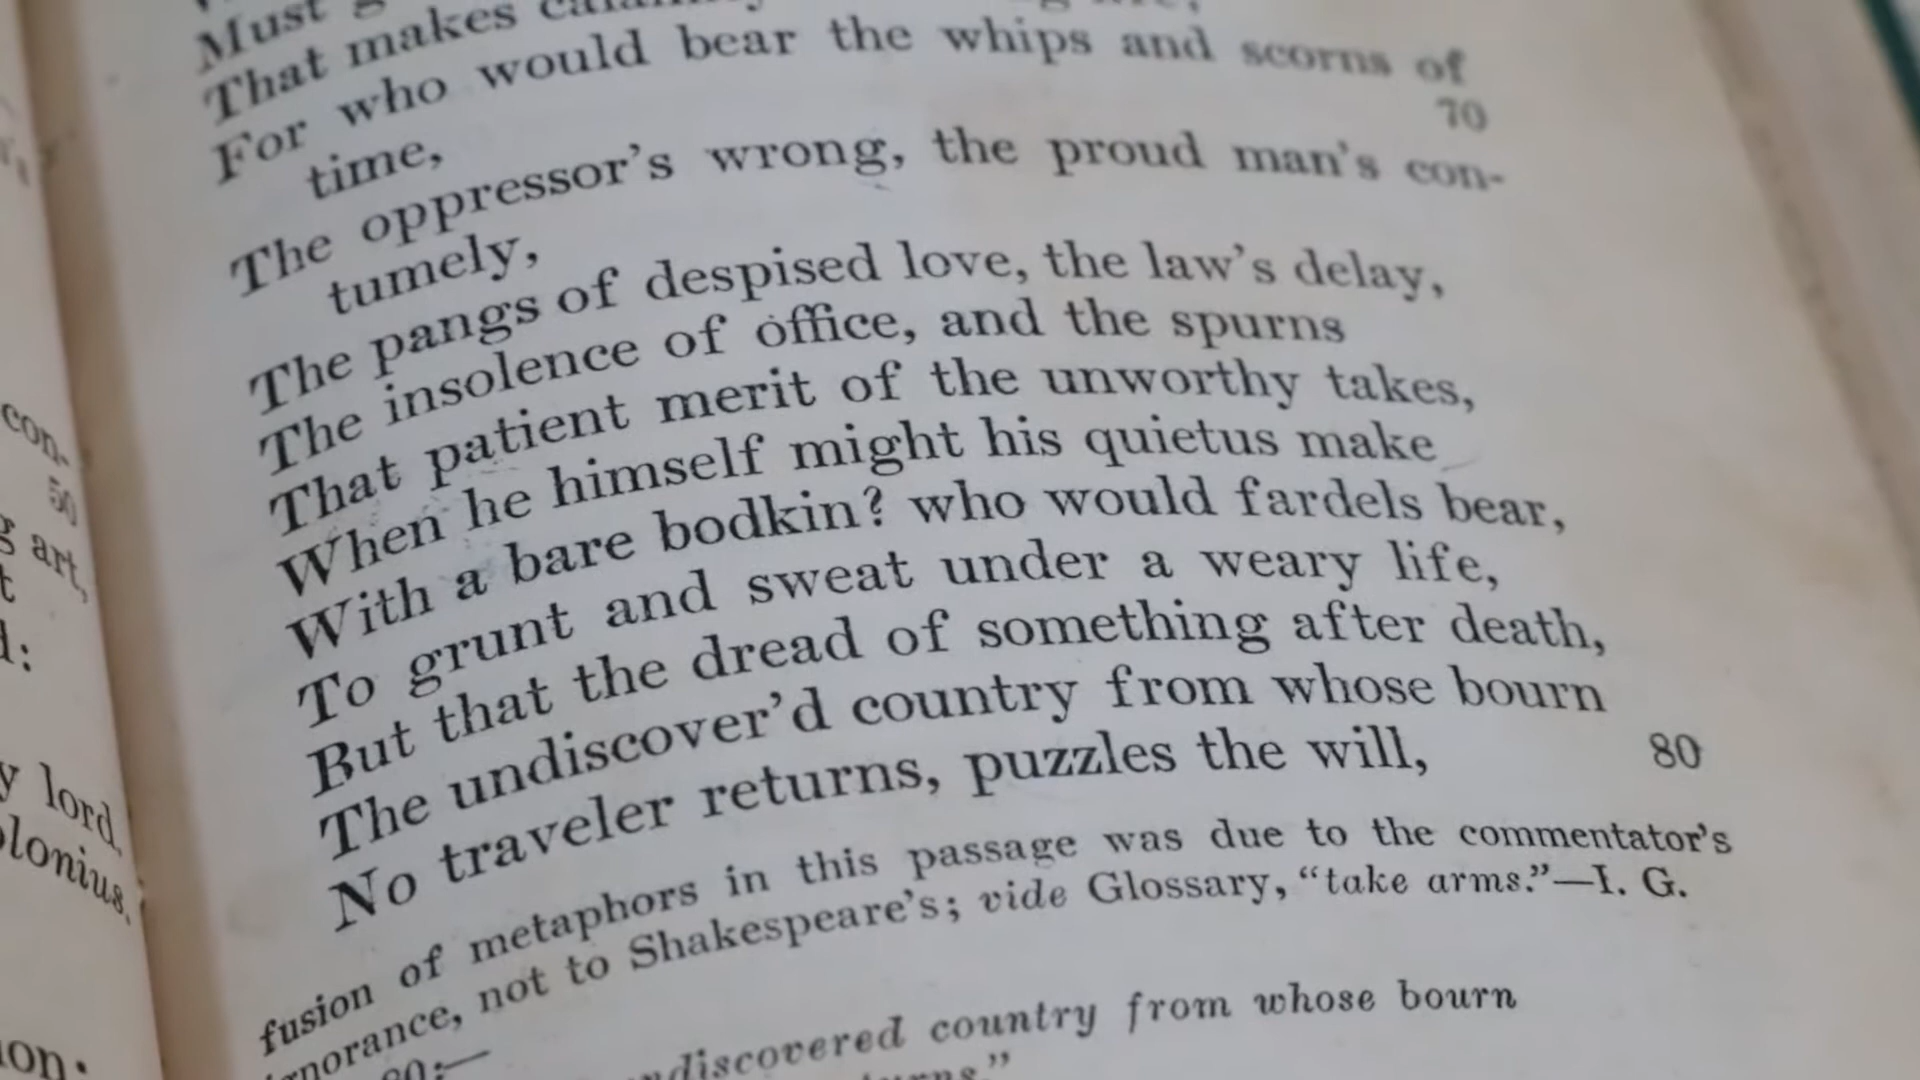 Must
That makes
For who would bear the whips and scorns of
time, 70
The oppressor's wrong, the proud man's con-
tumely,
The pangs of despised love, the law's delay,
The insolence of office, and the spurns
That patient merit of the unworthy takes,
When he himself might his quietus make
With a bare bodkin? who would fardels bear,
To grunt and sweat under a weary life,
But that the dread of something after death,
The undiscover'd country from whose bourn
No traveler returns, puzzles the will, 80
fusion of metaphors in this passage was due to the commentator's
norance, not to Shakespeare's; vide Glossary, "take arms."—I. G.
discovered country from whose bourn
con-
50
art,
lord,
lonius.